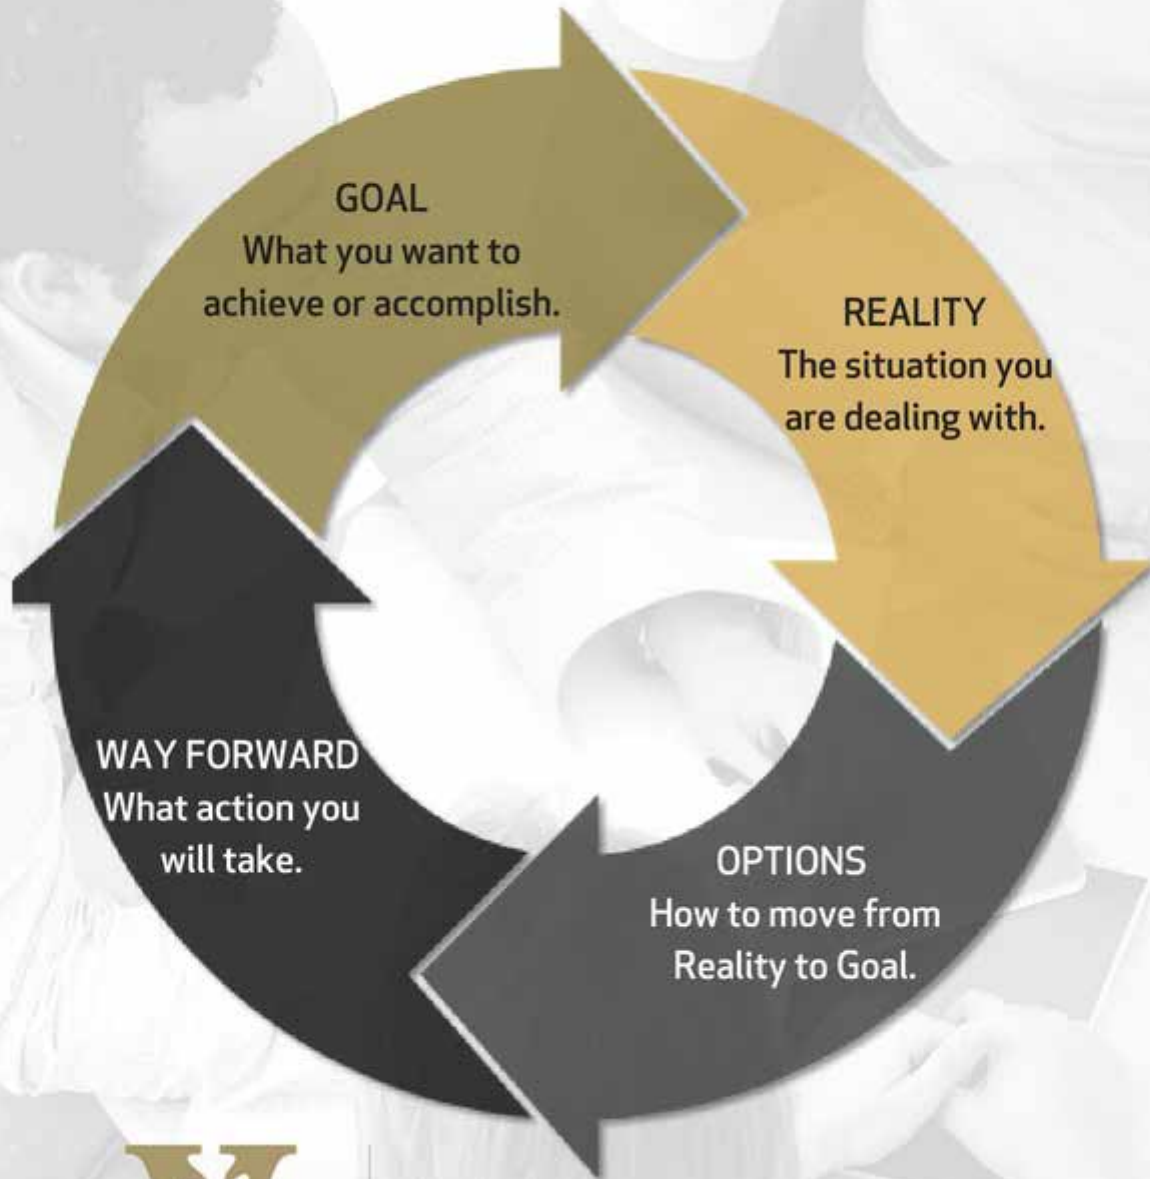 GOAL
What you want to
achieve or accomplish.
REALITY
The situation you
are dealing with.
OPTIONS
How to move from
Reality to Goal.
WAY FORWARD
What action you
will take.